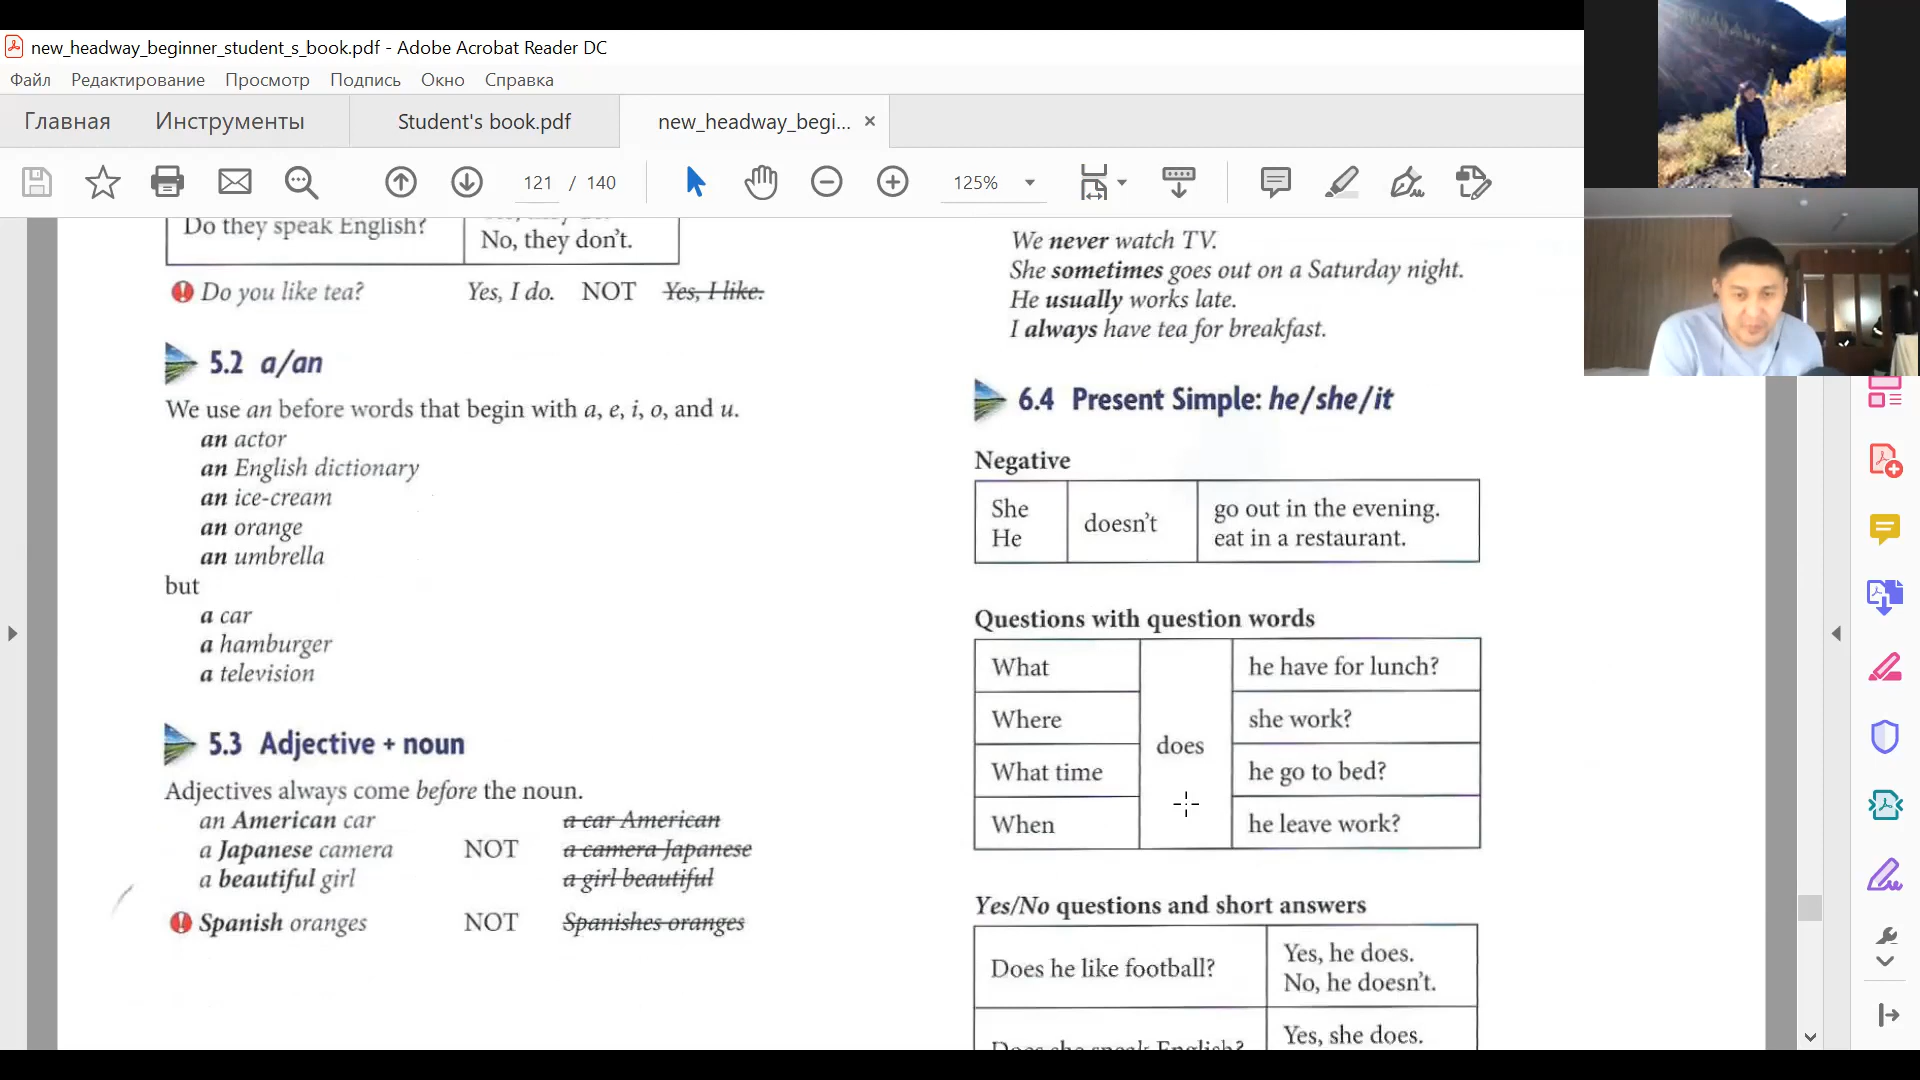 new_headway_beginner_student_s_book.pdf - Adobe Acrobat Reader DC
Файл Редактирование Просмотр Подпись Окно Справка
Главная Инструменты Student's book.pdf new_headway_begi... ×
121 / 140 125%
Do they speak English?
No, they don't.
Do you like tea? Yes, I do. NOT Yes, I like.
5.2 a/an
We use an before words that begin with a, e, i, o, and u.
an actor
an English dictionary
an ice-cream
an orange
an umbrella
but
a car
a hamburger
a television
5.3 Adjective + noun
Adjectives always come before the noun.
an American car a car American
a Japanese camera NOT a camera Japanese
a beautiful girl a girl beautiful
Spanish oranges NOT Spanishes oranges
We never watch TV.
She sometimes goes out on a Saturday night.
He usually works late.
I always have tea for breakfast.
6.4 Present Simple: he/she/it
Negative
She
He
doesn't
go out in the evening.
eat in a restaurant.
Questions with question words
What
Where
What time
When
does
he have for lunch?
she work?
he go to bed?
he leave work?
Yes/No questions and short answers
Does he like football?
Yes, he does.
No, he doesn't.
Does she speak English?
Yes, she does.